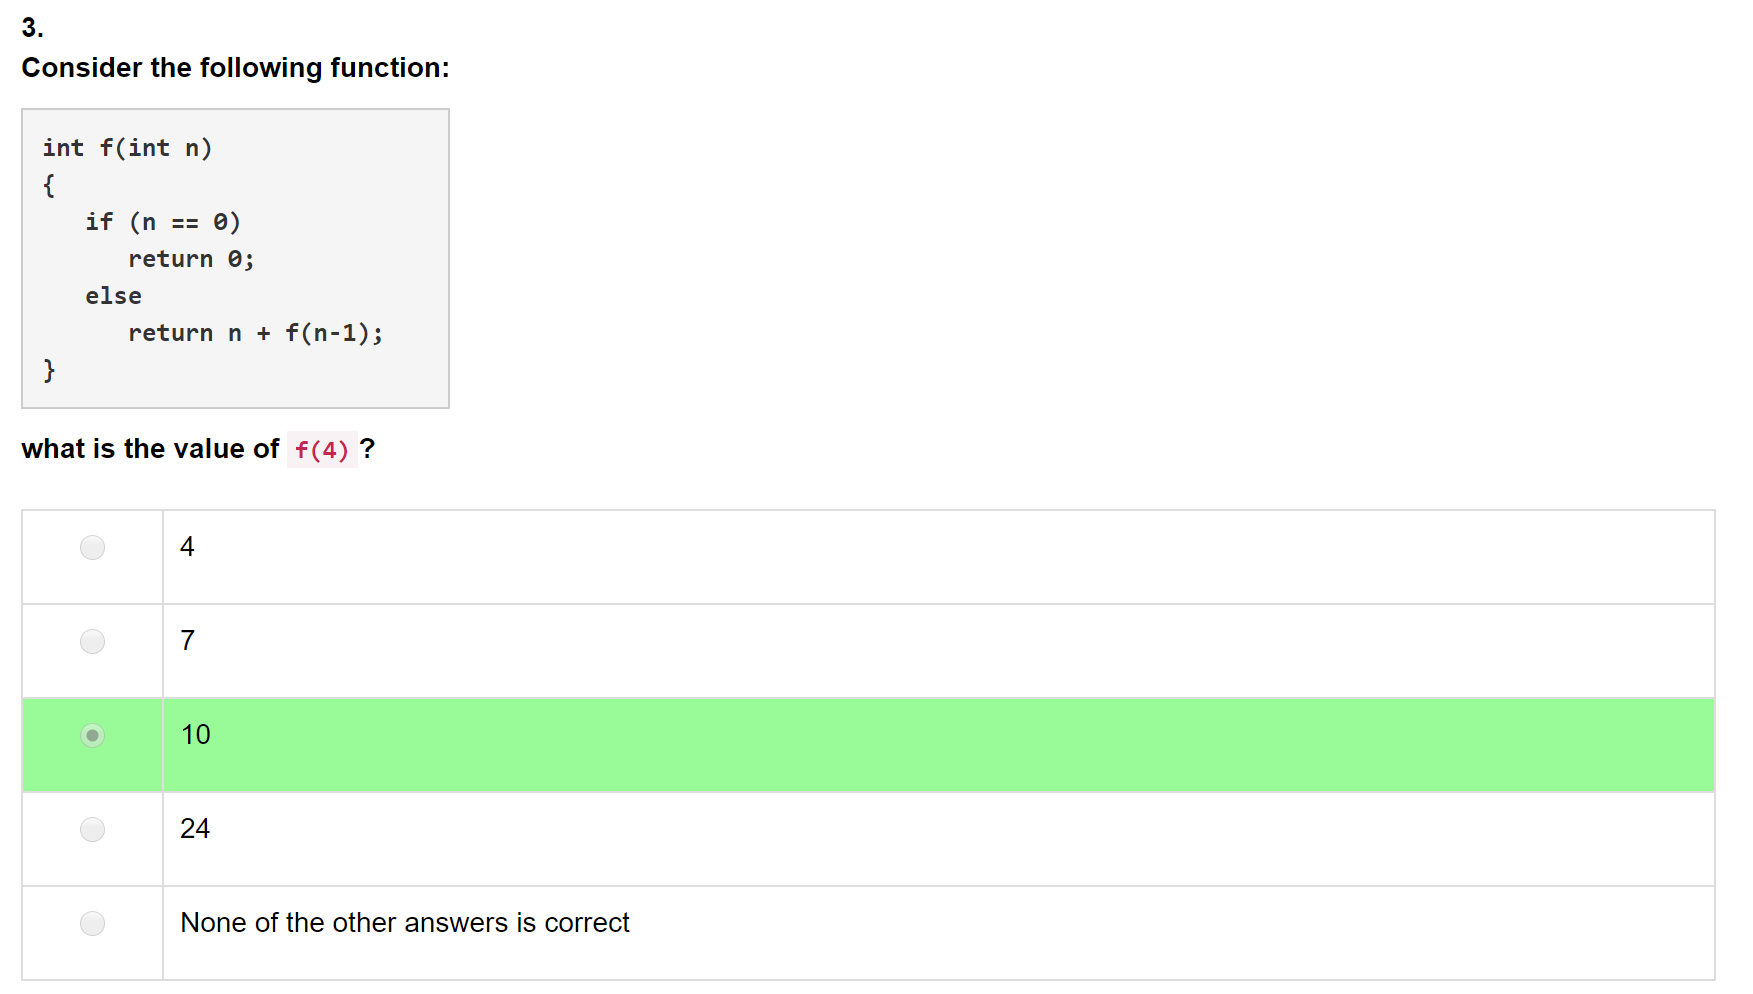 3.
Consider the following function:
int f(int n)
{
   if (n == 0)
      return 0;
   else
      return n + f(n-1);
}
what is the value of f(4)?
4
7
10
24
None of the other answers is correct